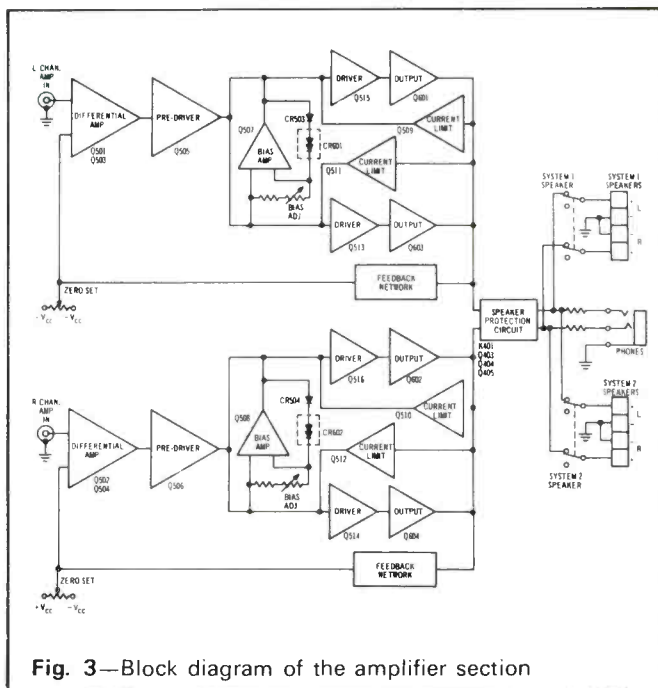 L CHAN.
AMP
IN
DIFFERENTIAL
AMP
Q501
Q503
PRE-DRIVER
Q505
Q507
BIAS
AMP
CR503
CR601
BIAS
ADJ
DRIVER
Q515
OUTPUT
Q601
Q509
CURRENT
LIMIT
Q511
CURRENT
LIMIT
DRIVER
Q513
OUTPUT
Q603
FEEDBACK
NETWORK
ZERO SET
-VCC -VCC
SPEAKER
PROTECTION
CIRCUIT
K401
Q403
Q404
Q405
SYSTEM 1
SPEAKER
SYSTEM 1
SPEAKERS
L
R
PHONES
SYSTEM 2
SPEAKERS
L
R
SYSTEM 2
SPEAKER
R CHAN.
AMP
IN
DIFFERENTIAL
AMP
Q502
Q504
PRE-DRIVER
Q506
Q508
BIAS
AMP
CR504
CR602
BIAS
ADJ
DRIVER
Q516
OUTPUT
Q602
Q510
CURRENT
LIMIT
Q512
CURRENT
LIMIT
DRIVER
Q514
OUTPUT
Q604
FEEDBACK
NETWORK
ZERO SET
+VCC -VCC
Fig. 3—Block diagram of the amplifier section